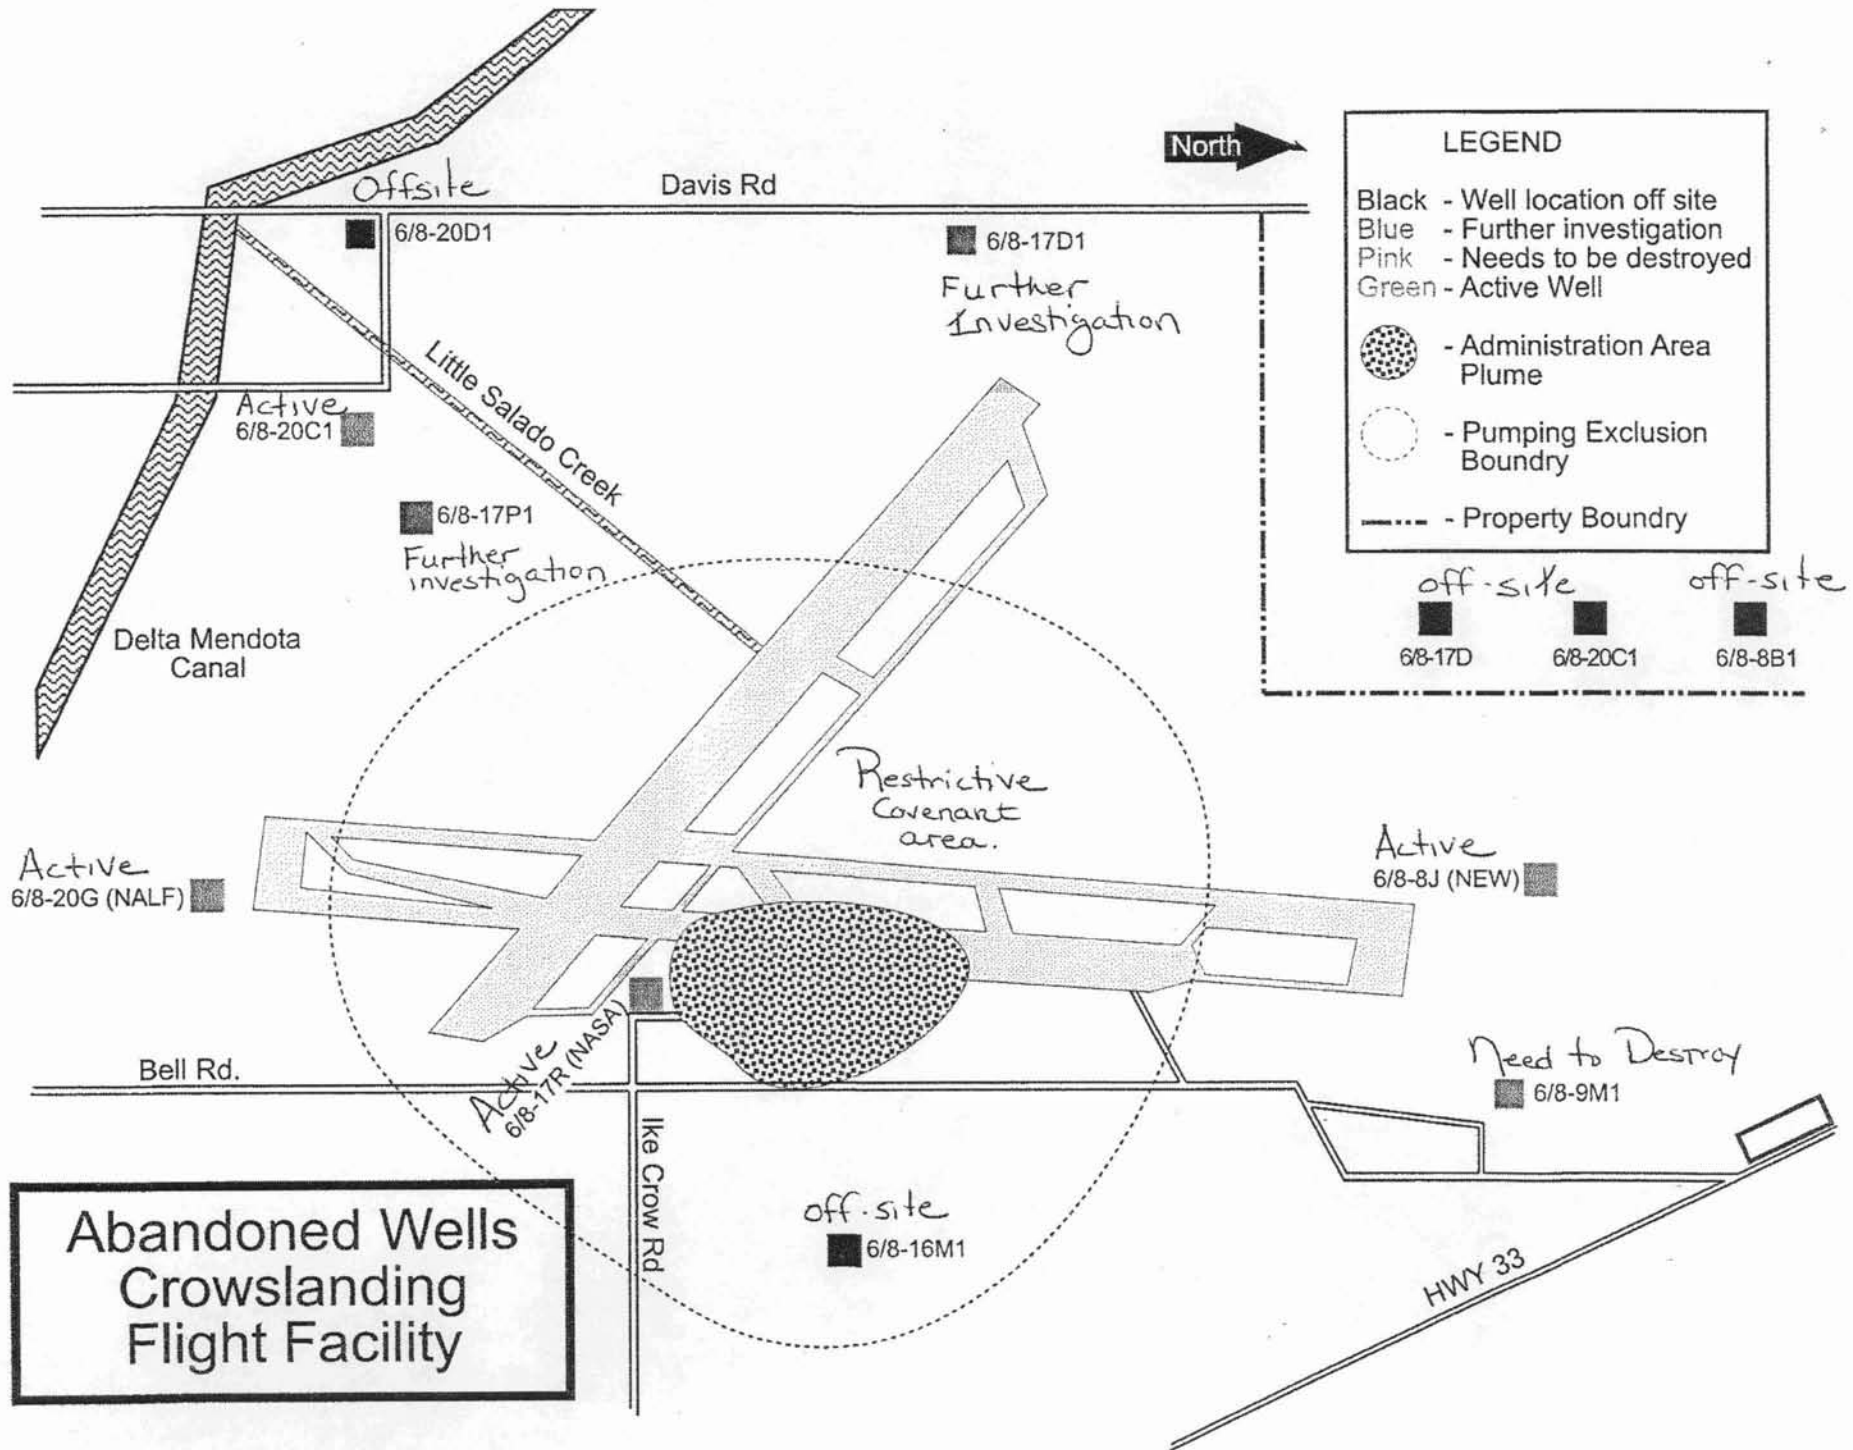 Offsite
Davis Rd
6/8-20D1
6/8-17D1
Further
Investigation
North
LEGEND
Black - Well location off site
Blue - Further investigation
Pink - Needs to be destroyed
Green - Active Well
- Administration Area
Plume
- Pumping Exclusion
Boundry
- Property Boundry
off-site
off-site
6/8-17D
6/8-20C1
6/8-8B1
Active
6/8-20C1
Little Salado Creek
6/8-17P1
Further
investigation
Delta Mendota
Canal
Restrictive
Covenant
area.
Active
6/8-20G (NALF)
Active
6/8-8J (NEW)
Active
6/8-17R (NASA)
Bell Rd.
Need to Destroy
6/8-9M1
Ike Crow Rd
off-site
6/8-16M1
HWY 33
Abandoned Wells
Crowslanding
Flight Facility